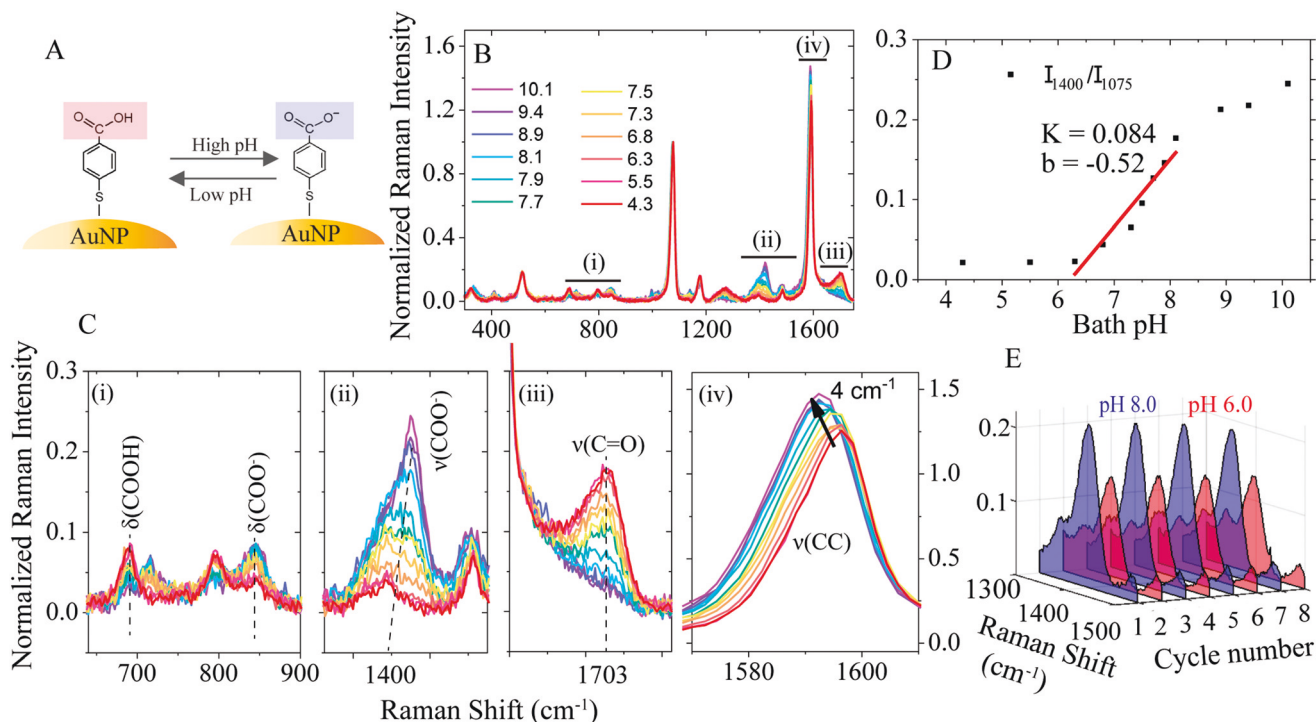 A
O
OH
S
AuNP
High pH
Low pH
O
O⁻
S
AuNP
B
Normalized Raman Intensity
1.6
1.2
0.8
0.4
0.0
10.1
9.4
8.9
8.1
7.9
7.7
7.5
7.3
6.8
6.3
5.5
4.3
(i)
(ii)
(iii)
(iv)
400 800 1200 1600
D
0.3
0.2
0.1
0.0
I1400/I1075
K = 0.084
b = -0.52
4 5 6 7 8 9 10
Bath pH
C
Normalized Raman Intensity
0.3
0.2
0.1
0.0
(i)
δ(COOH)
δ(COO⁻)
700 800 900
(ii)
ν(COO⁻)
1400
(iii)
ν(C=O)
1703
(iv)
4 cm⁻¹
ν(CC)
1580 1600
1.5
1.0
0.5
0.0
Raman Shift (cm⁻¹)
E
pH 8.0 pH 6.0
0.2
0.1
1300
1400
1500
Raman Shift
(cm⁻¹)
1 2 3 4 5 6 7 8
Cycle number